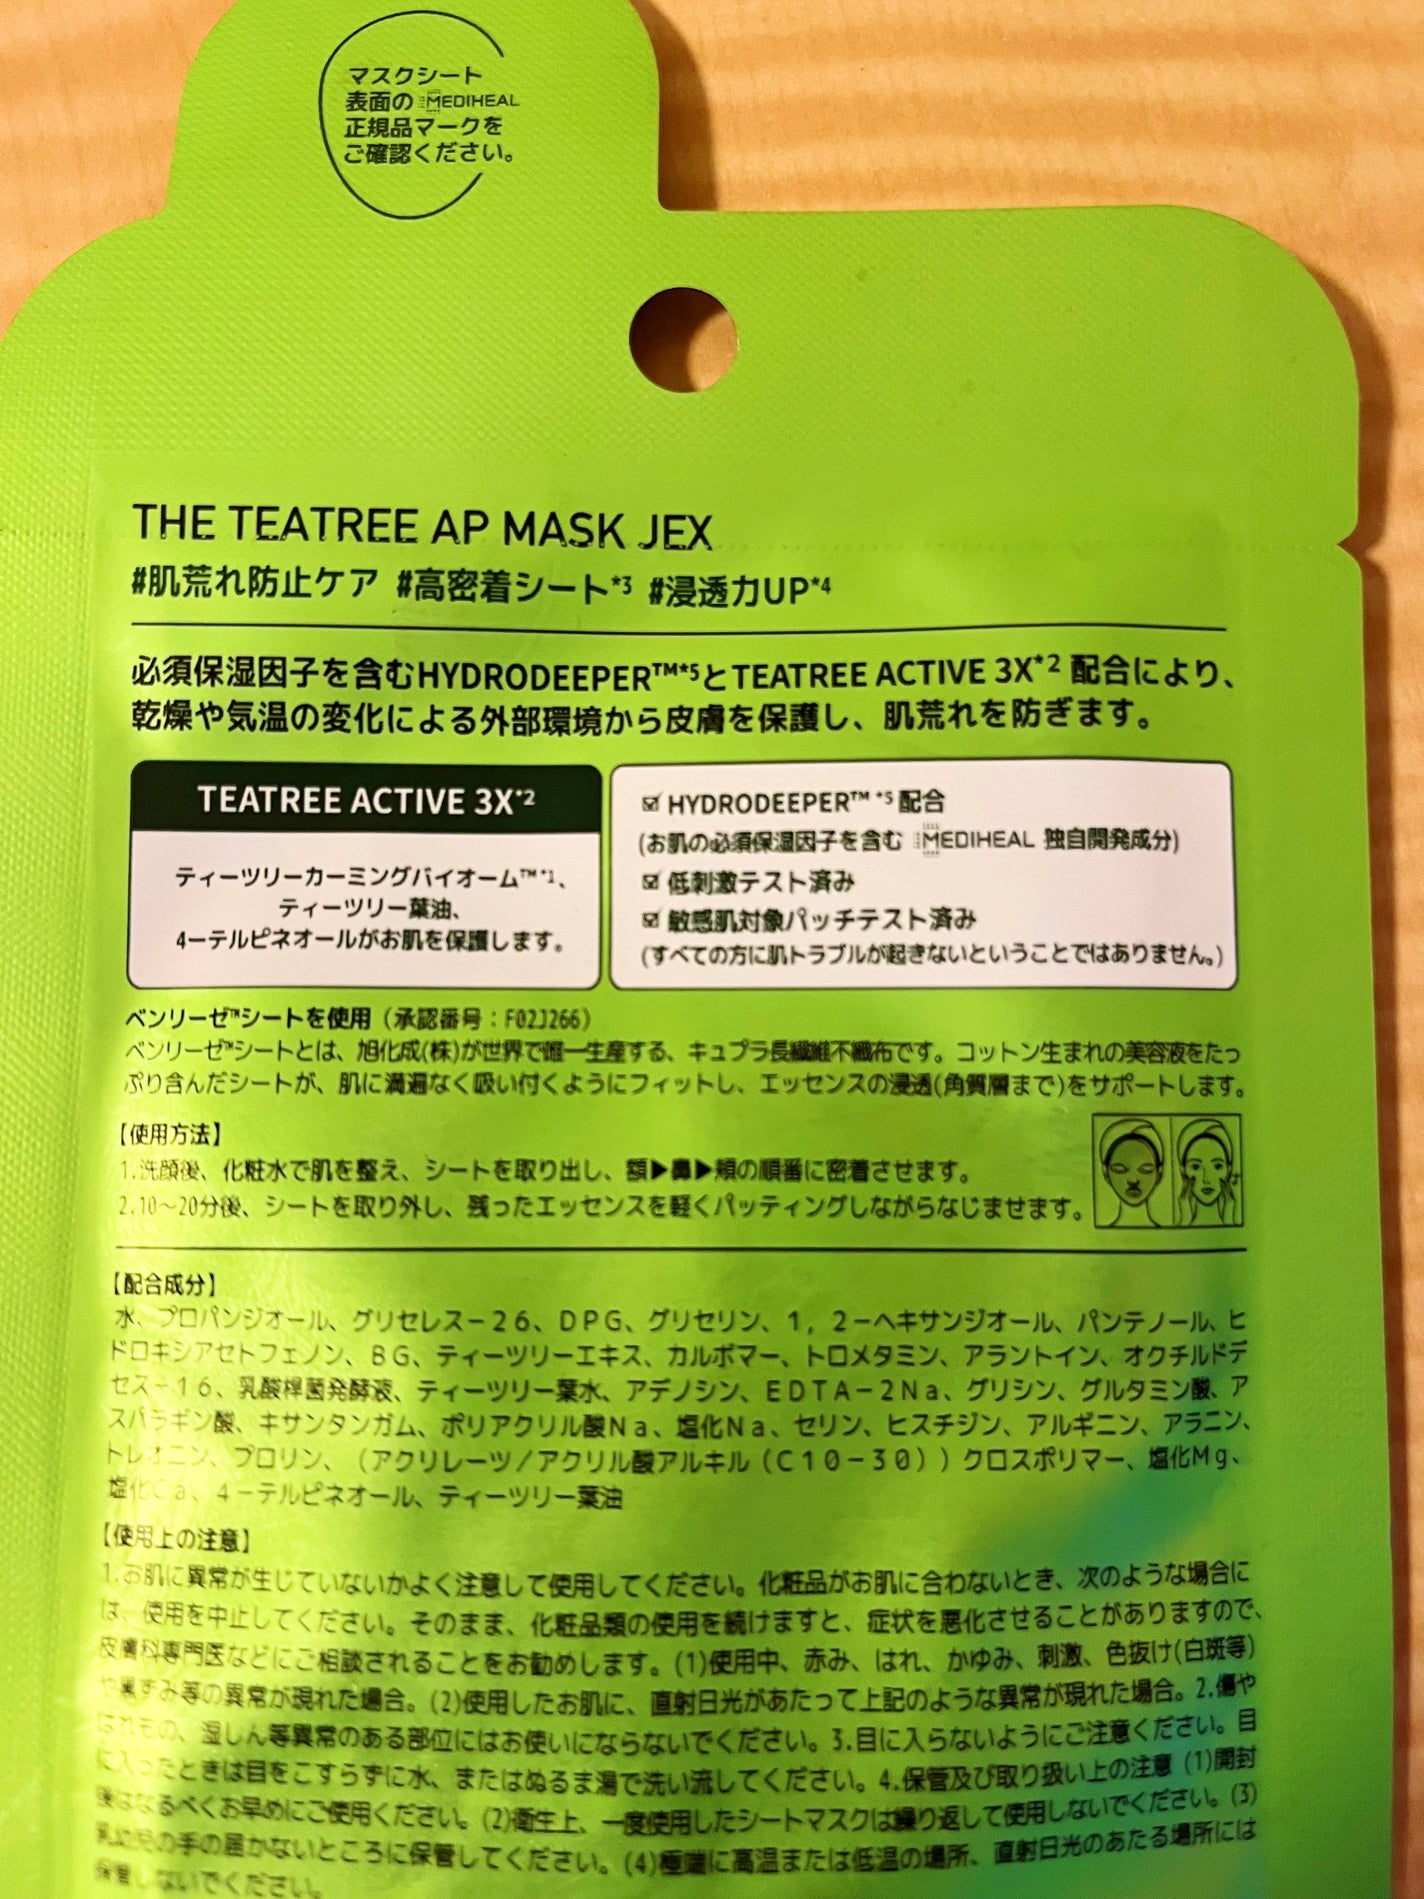 マスクシート
表面の MEDIHEAL
正規品マークを
ご確認ください。
THE TEATREE AP MASK JEX
#肌荒れ防止ケア #高密着シート*3 #浸透力UP*4
必須保湿因子を含むHYDRODEEPER™*5とTEATREE ACTIVE 3X*2 配合により、
乾燥や気温の変化による外部環境から皮膚を保護し、肌荒れを防ぎます。
TEATREE ACTIVE 3X*2
ティーツリーカーミングバイオーム™*1、
ティーツリー葉油、
4ーテルピネオールがお肌を保護します。
☑ HYDRODEEPER™ *5 配合
(お肌の必須保湿因子を含む MEDIHEAL 独自開発成分)
☑ 低刺激テスト済み
☑ 敏感肌対象パッチテスト済み
(すべての方に肌トラブルが起きないということではありません。)
ベンリーゼ™シートを使用（承認番号：F02J266）
ベンリーゼ™シートとは、旭化成(株)が世界で唯一生産する、キュプラ長繊維不織布です。コットン生まれの美容液をたっ
ぷり含んだシートが、肌に満遍なく吸い付くようにフィットし、エッセンスの浸透(角質層まで)をサポートします。
【使用方法】
1.洗顔後、化粧水で肌を整え、シートを取り出し、額▶鼻▶頬の順番に密着させます。
2.10～20分後、シートを取り外し、残ったエッセンスを軽くパッティングしながらなじませます。
【配合成分】
水、プロパンジオール、グリセレス－２６、ＤＰＧ、グリセリン、１，２－ヘキサンジオール、パンテノール、ヒ
ドロキシアセトフェノン、ＢＧ、ティーツリーエキス、カルボマー、トロメタミン、アラントイン、オクチルドデ
セス－１６、乳酸桿菌発酵液、ティーツリー葉水、アデノシン、ＥＤＴＡ－２Ｎａ、グリシン、グルタミン酸、ア
スパラギン酸、キサンタンガム、ポリアクリル酸Ｎａ、塩化Ｎａ、セリン、ヒスチジン、アルギニン、アラニン、
トレオニン、プロリン、（アクリレーツ／アクリル酸アルキル（Ｃ１０－３０））クロスポリマー、塩化Ｍｇ、
塩化Ｃａ、４－テルピネオール、ティーツリー葉油
【使用上の注意】
1.お肌に異常が生じていないかよく注意して使用してください。化粧品がお肌に合わないとき、次のような場合に
は、使用を中止してください。そのまま、化粧品類の使用を続けますと、症状を悪化させることがありますので、
皮膚科専門医などにご相談されることをお勧めします。(1)使用中、赤み、はれ、かゆみ、刺激、色抜け(白斑等)
や黒ずみ等の異常が現れた場合。(2)使用したお肌に、直射日光があたって上記のような異常が現れた場合。2.傷や
はれもの、湿しん等異常のある部位にはお使いにならないでください。3.目に入らないようにご注意ください。目
に入ったときは目をこすらずに水、またはぬるま湯で洗い流してください。4.保管及び取り扱い上の注意 (1)開封
後はなるべくお早めにご使用ください。(2)衛生上、一度使用したシートマスクは繰り返して使用しないでください。(3)
乳幼児の手の届かないところに保管してください。(4)極端に高温または低温の場所、直射日光のあたる場所には
保管しないでください。